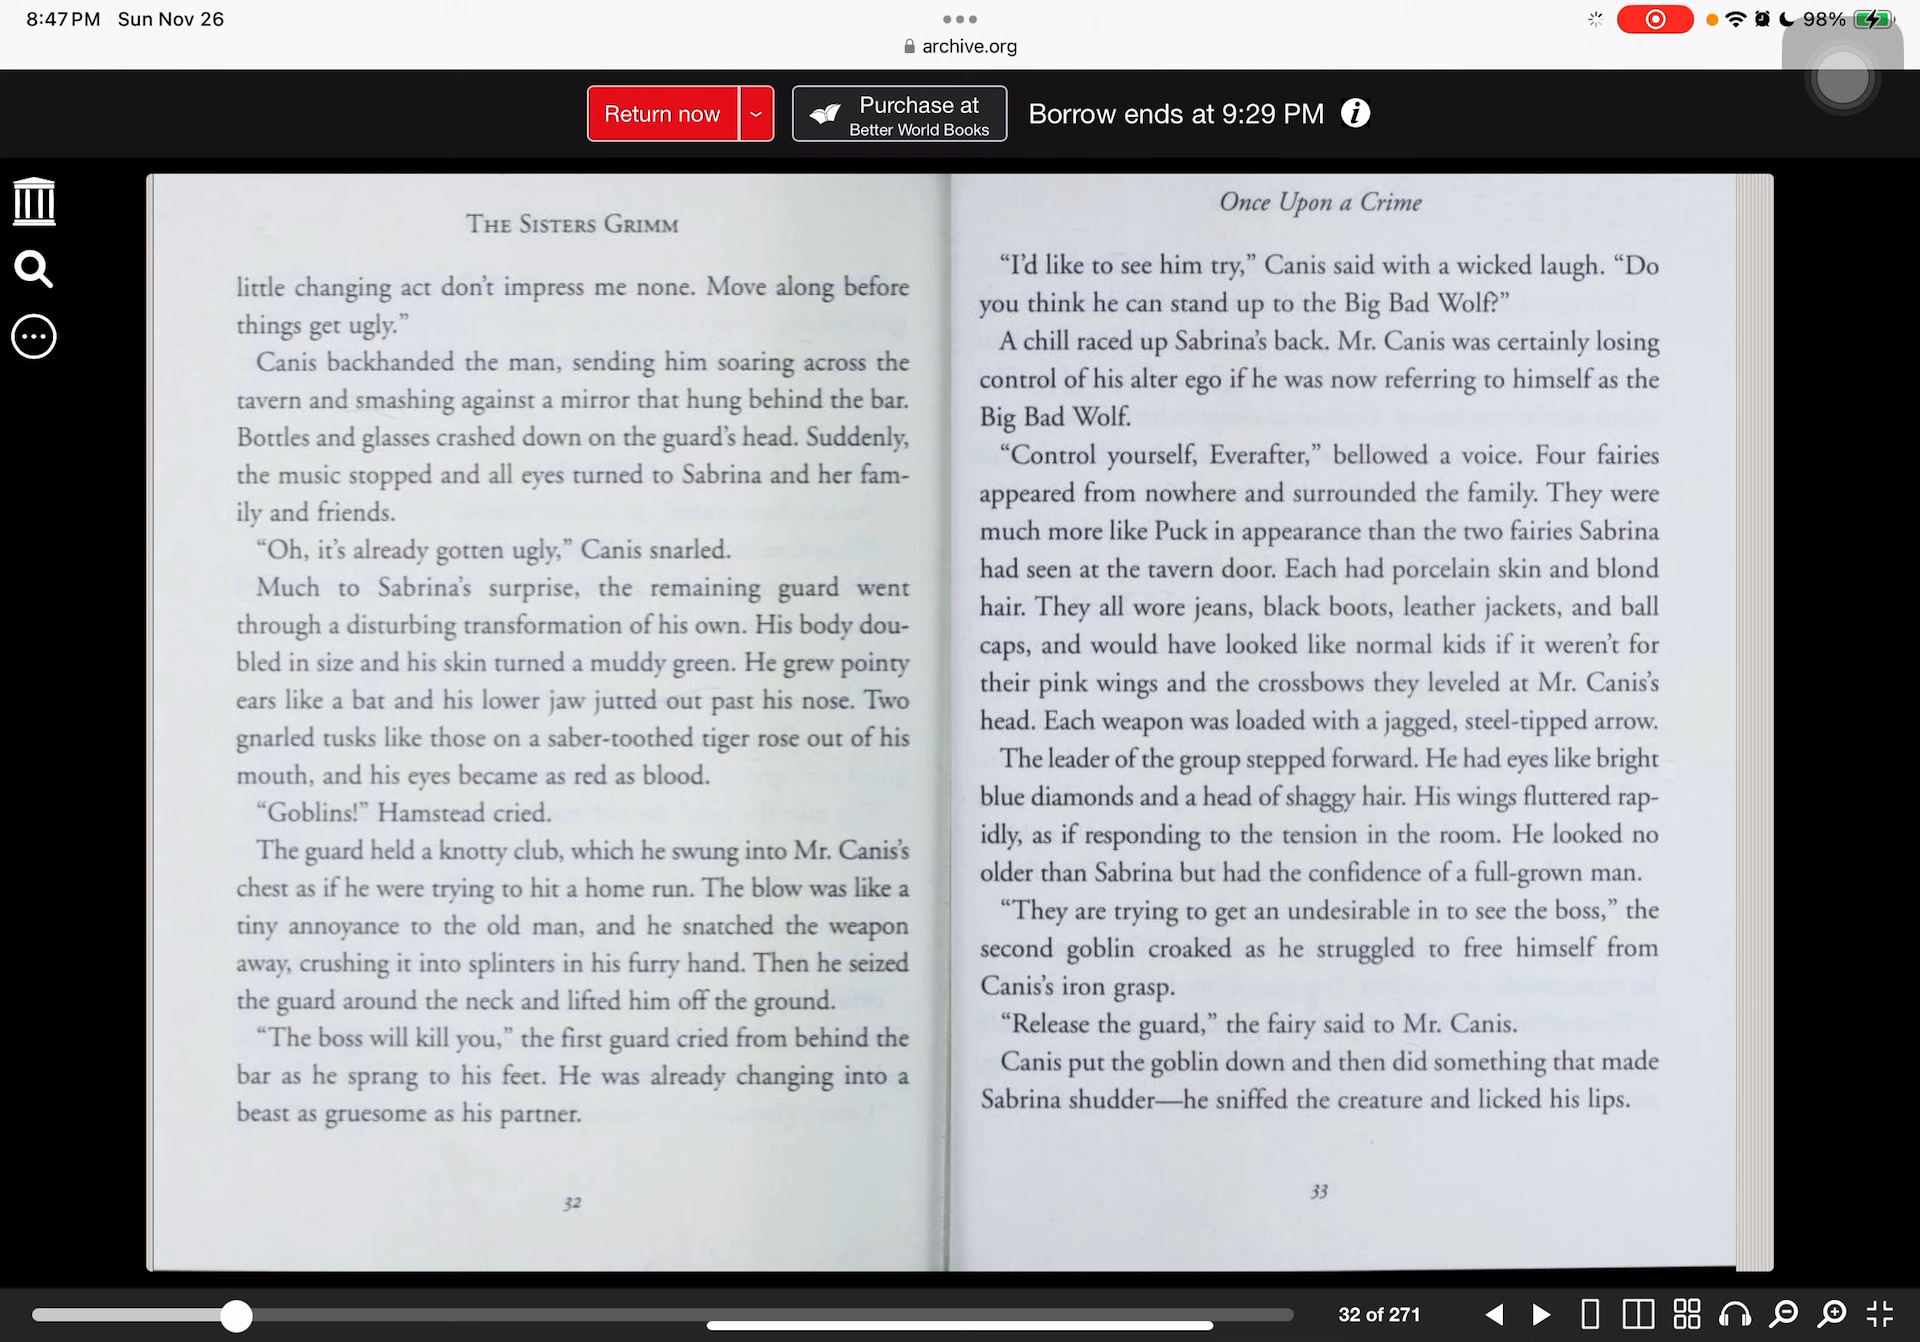 8:47 PM Sun Nov 26
98%
archive.org
Return now
Purchase at
Better World Books
Borrow ends at 9:29 PM
THE SISTERS GRIMM
little changing act don't impress me none. Move along before
things get ugly.”
Canis backhanded the man, sending him soaring across the
tavern and smashing against a mirror that hung behind the bar.
Bottles and glasses crashed down on the guard's head. Suddenly,
the music stopped and all eyes turned to Sabrina and her fam-
ily and friends.
“Oh, it's already gotten ugly,” Canis snarled.
Much to Sabrina's surprise, the remaining guard went
through a disturbing transformation of his own. His body dou-
bled in size and his skin turned a muddy green. He grew pointy
ears like a bat and his lower jaw jutted out past his nose. Two
gnarled tusks like those on a saber-toothed tiger rose out of his
mouth, and his eyes became as red as blood.
“Goblins!” Hamstead cried.
The guard held a knotty club, which he swung into Mr. Canis's
chest as if he were trying to hit a home run. The blow was like a
tiny annoyance to the old man, and he snatched the weapon
away, crushing it into splinters in his furry hand. Then he seized
the guard around the neck and lifted him off the ground.
“The boss will kill you,” the first guard cried from behind the
bar as he sprang to his feet. He was already changing into a
beast as gruesome as his partner.
32
Once Upon a Crime
“I'd like to see him try,” Canis said with a wicked laugh. “Do
you think he can stand up to the Big Bad Wolf?”
A chill raced up Sabrina's back. Mr. Canis was certainly losing
control of his alter ego if he was now referring to himself as the
Big Bad Wolf.
“Control yourself, Everafter,” bellowed a voice. Four fairies
appeared from nowhere and surrounded the family. They were
much more like Puck in appearance than the two fairies Sabrina
had seen at the tavern door. Each had porcelain skin and blond
hair. They all wore jeans, black boots, leather jackets, and ball
caps, and would have looked like normal kids if it weren't for
their pink wings and the crossbows they leveled at Mr. Canis's
head. Each weapon was loaded with a jagged, steel-tipped arrow.
The leader of the group stepped forward. He had eyes like bright
blue diamonds and a head of shaggy hair. His wings fluttered rap-
idly, as if responding to the tension in the room. He looked no
older than Sabrina but had the confidence of a full-grown man.
“They are trying to get an undesirable in to see the boss,” the
second goblin croaked as he struggled to free himself from
Canis's iron grasp.
“Release the guard,” the fairy said to Mr. Canis.
Canis put the goblin down and then did something that made
Sabrina shudder—he sniffed the creature and licked his lips.
33
32 of 271